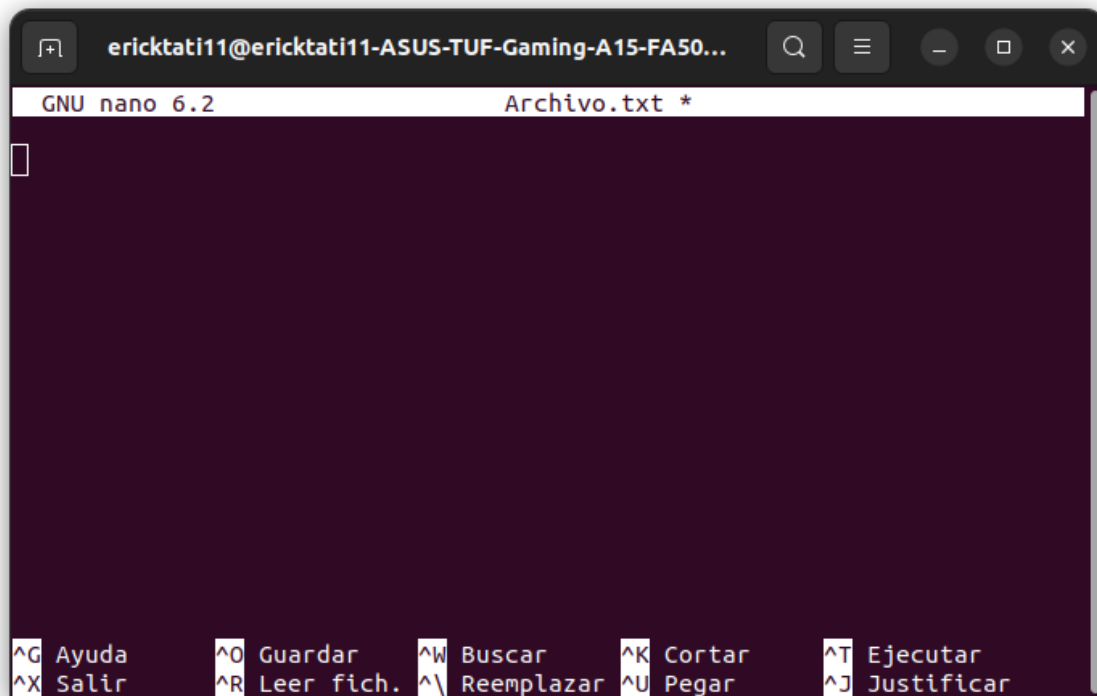 ericktati11@ericktati11-ASUS-TUF-Gaming-A15-FA50...
GNU nano 6.2 Archivo.txt *
^G Ayuda ^O Guardar ^W Buscar ^K Cortar ^T Ejecutar
^X Salir ^R Leer fich. ^\ Reemplazar ^U Pegar ^J Justificar